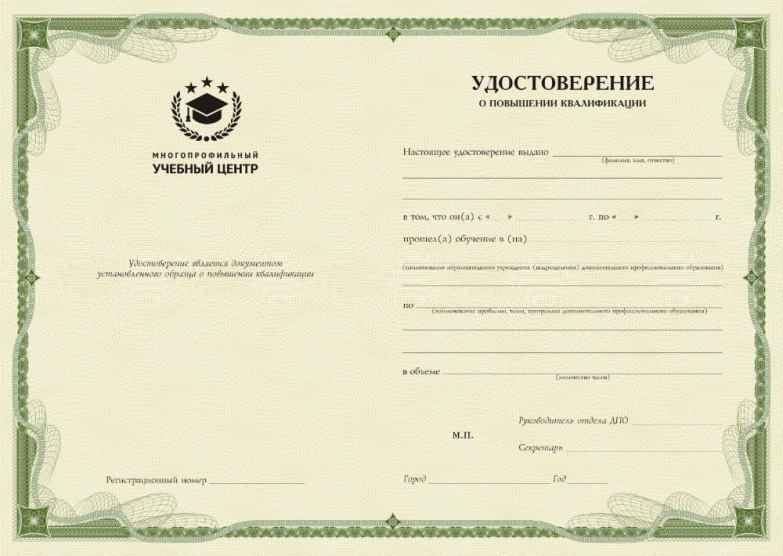 МНОГОПРОФИЛЬНЫЙ
УЧЕБНЫЙ ЦЕНТР
Удостоверение является документом
установленного образца о повышении квалификации
Регистрационный номер
УДОСТОВЕРЕНИЕ
О ПОВЫШЕНИИ КВАЛИФИКАЦИИ
Настоящее удостоверение выдано
(фамилия, имя, отчество)
в том, что он(а) с « » г. по « » г.
прошел(а) обучение в (на)
(наименование образовательного учреждения (подразделения) дополнительного профессионального образования)
по
(наименование проблемы, темы, программы дополнительного профессионального образования)
в объеме
(количество часов)
Руководитель отдела ДПО
М.П.
Секретарь
Город Год